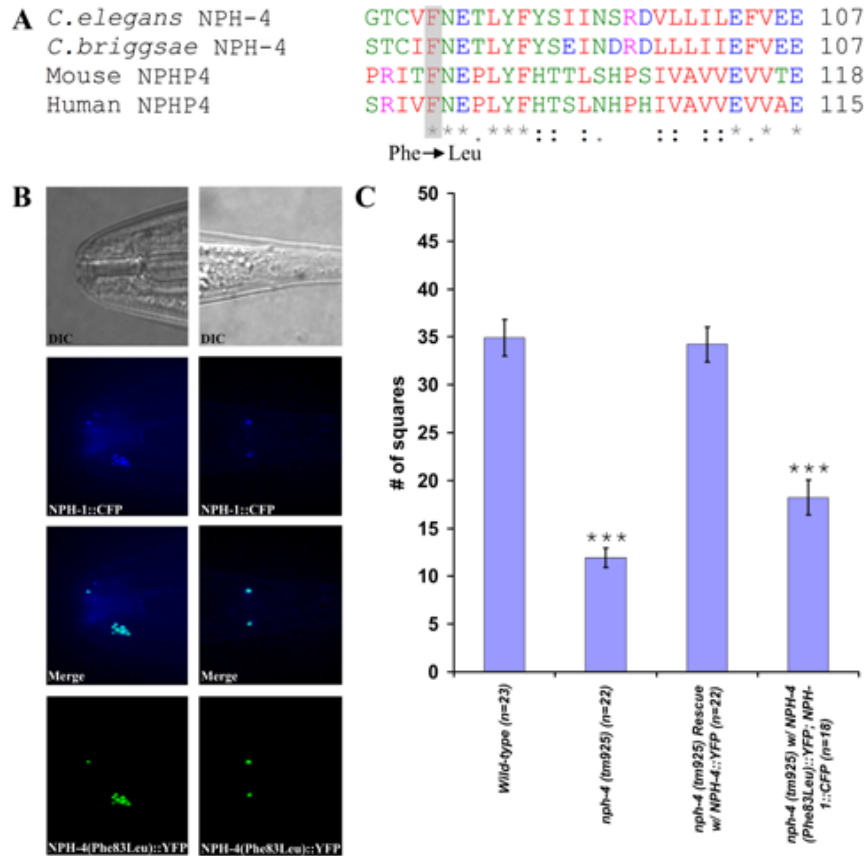 A
C.elegans NPH-4 GTCVFNETLYFYSIINSRDVLLILEFVEE 107
C.briggsae NPH-4 STCIFNETLYFYSEINDRDLLLILEFVEE 107
Mouse NPHP4 PRITFNEPLYFHTTLSHPSIVAVVEVVTE 118
Human NPHP4 SRIVFNEPLYFHTSLNHPHIVAVVEVVAE 115
***.***::: :. :: ::*.* *
Phe→Leu
B
DIC
DIC
NPH-1::CFP
NPH-1::CFP
Merge
Merge
NPH-4(Phe83Leu)::YFP
NPH-4(Phe83Leu)::YFP
C
# of squares
50
45
40
35
30
25
20
15
10
5
0
***
***
Wild-type (n=23)
nph-4 (tm925) (n=22)
nph-4 (tm925) Rescue
w/ NPH-4::YFP (n=22)
nph-4 (tm925) w/ NPH-4
(Phe83Leu)::YFP; NPH-
1::CFP (n=18)